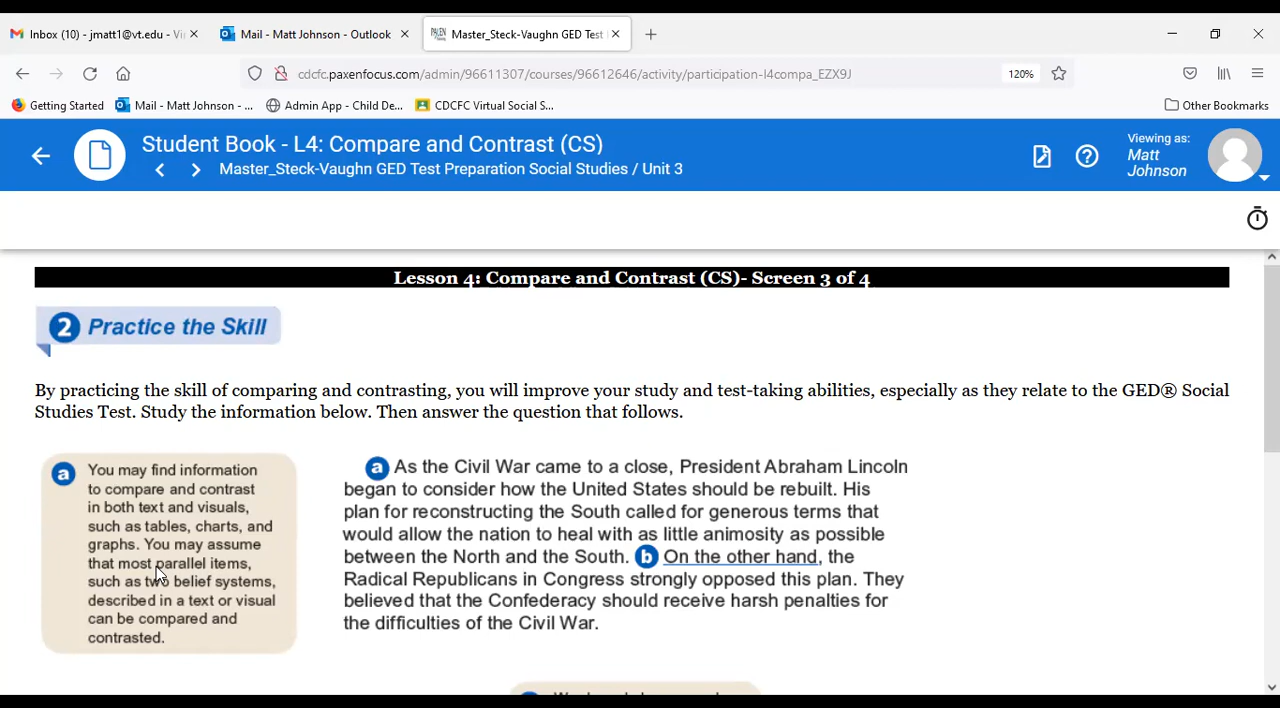 Inbox (10) - jmatt1@vt.edu - Vir
Mail - Matt Johnson - Outlook
PAXEN
Master_Steck-Vaughn GED Test
cdcfc.paxenfocus.com/admin/96611307/courses/96612646/activity/participation-l4compa_EZX9J
120%
Getting Started
Mail - Matt Johnson - ...
Admin App - Child De...
CDCFC Virtual Social S...
Other Bookmarks
Student Book - L4: Compare and Contrast (CS)
Master_Steck-Vaughn GED Test Preparation Social Studies / Unit 3
Viewing as:
Matt
Johnson
Lesson 4: Compare and Contrast (CS)- Screen 3 of 4
2 Practice the Skill
By practicing the skill of comparing and contrasting, you will improve your study and test-taking abilities, especially as they relate to the GED® Social
Studies Test. Study the information below. Then answer the question that follows.
a You may find information
to compare and contrast
in both text and visuals,
such as tables, charts, and
graphs. You may assume
that most parallel items,
such as two belief systems,
described in a text or visual
can be compared and
contrasted.
a As the Civil War came to a close, President Abraham Lincoln
began to consider how the United States should be rebuilt. His
plan for reconstructing the South called for generous terms that
would allow the nation to heal with as little animosity as possible
between the North and the South. b On the other hand, the
Radical Republicans in Congress strongly opposed this plan. They
believed that the Confederacy should receive harsh penalties for
the difficulties of the Civil War.